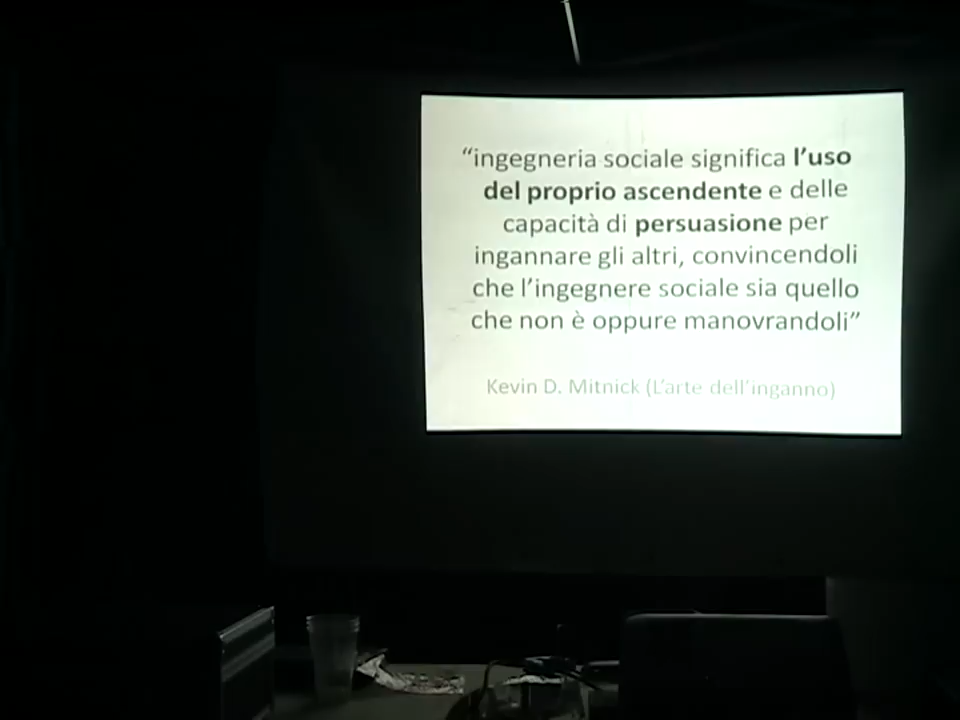 “ingegneria sociale significa l’uso
del proprio ascendente e delle
capacità di persuasione per
ingannare gli altri, convincendoli
che l’ingegnere sociale sia quello
che non è oppure manovrandoli”
Kevin D. Mitnick (L’arte dell’inganno)